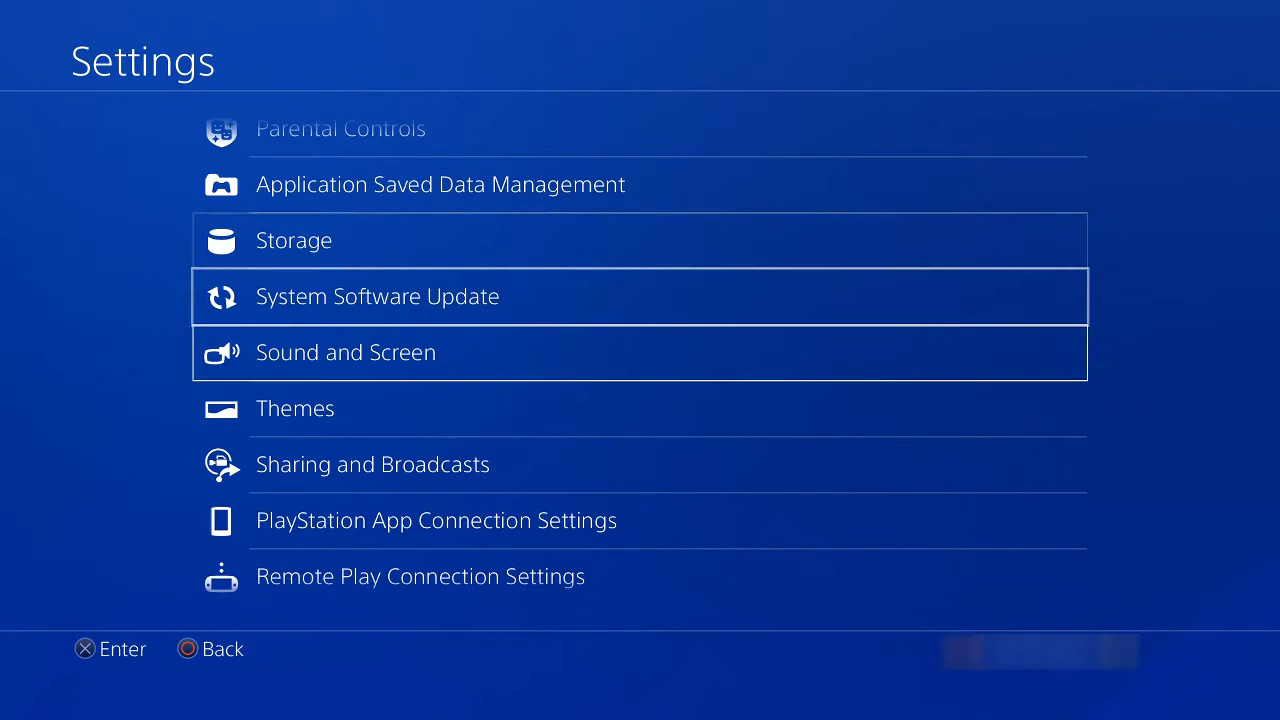 Settings
Parental Controls
Application Saved Data Management
Storage
System Software Update
Sound and Screen
Themes
Sharing and Broadcasts
PlayStation App Connection Settings
Remote Play Connection Settings
Enter Back